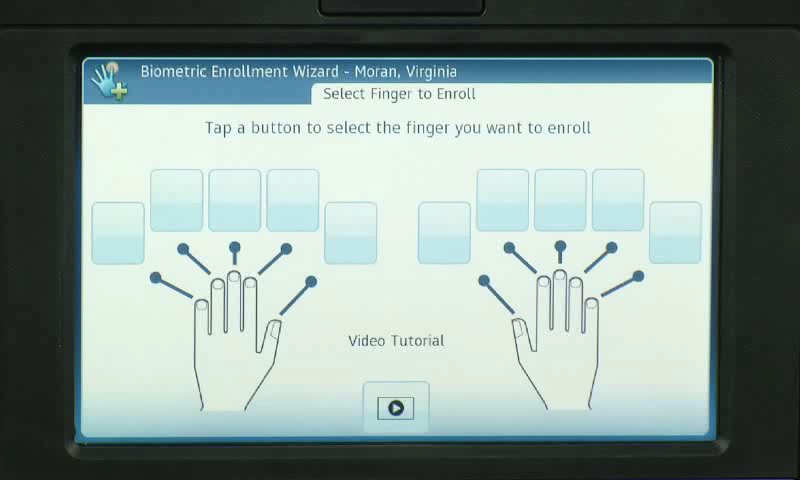 Biometric Enrollment Wizard - Moran, Virginia
Select Finger to Enroll
Tap a button to select the finger you want to enroll
Video Tutorial